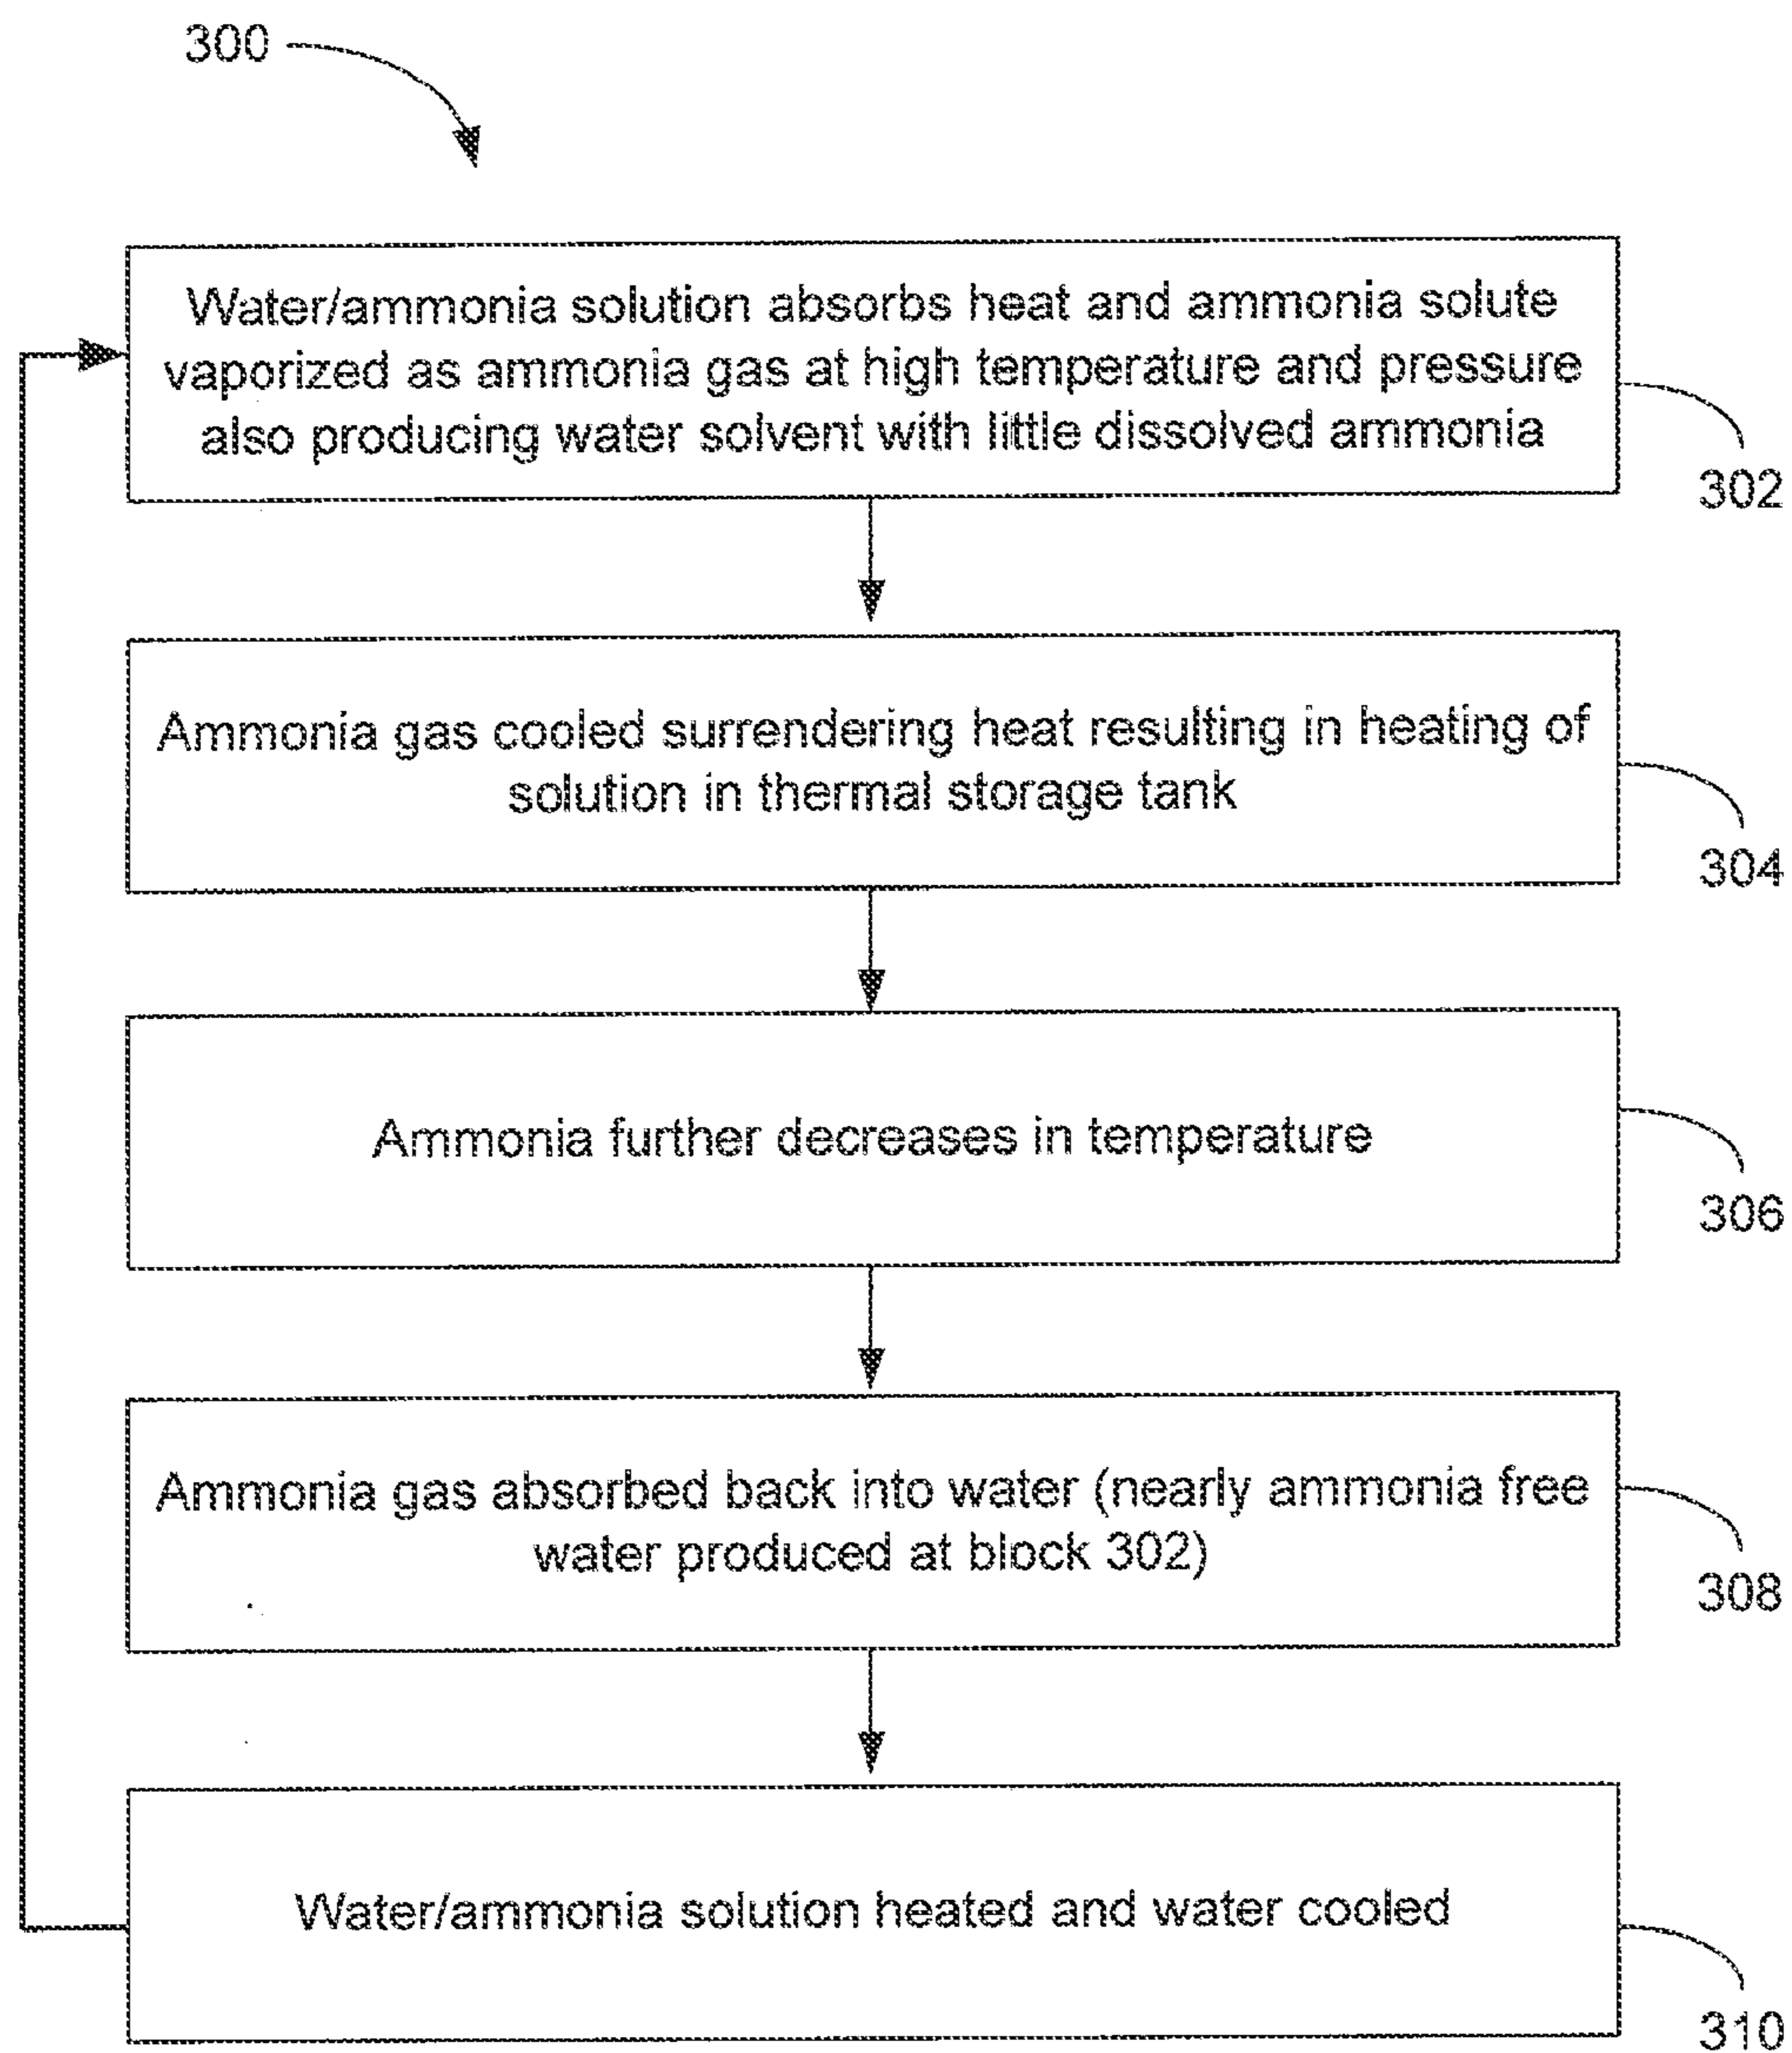 300
Water/ammonia solution absorbs heat and ammonia solute
vaporized as ammonia gas at high temperature and pressure
also producing water solvent with little dissolved ammonia
302
Ammonia gas cooled surrendering heat resulting in heating of
solution in thermal storage tank
304
Ammonia further decreases in temperature
306
Ammonia gas absorbed back into water (nearly ammonia free
water produced at block 302)
308
Water/ammonia solution heated and water cooled
310